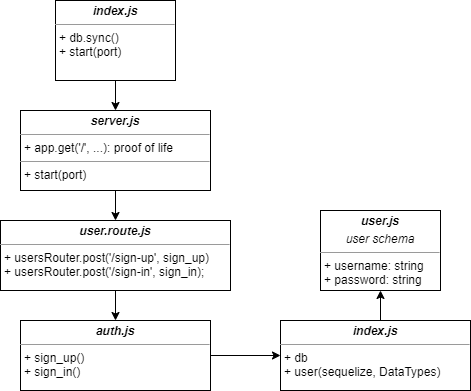 index.js
+ db.sync()
+ start(port)
server.js
+ app.get('/', ...): proof of life
+ start(port)
user.route.js
+ usersRouter.post('/sign-up', sign_up)
+ usersRouter.post('/sign-in', sign_in);
user.js
user schema
+ username: string
+ password: string
auth.js
+ sign_up()
+ sign_in()
index.js
+ db
+ user(sequelize, DataTypes)